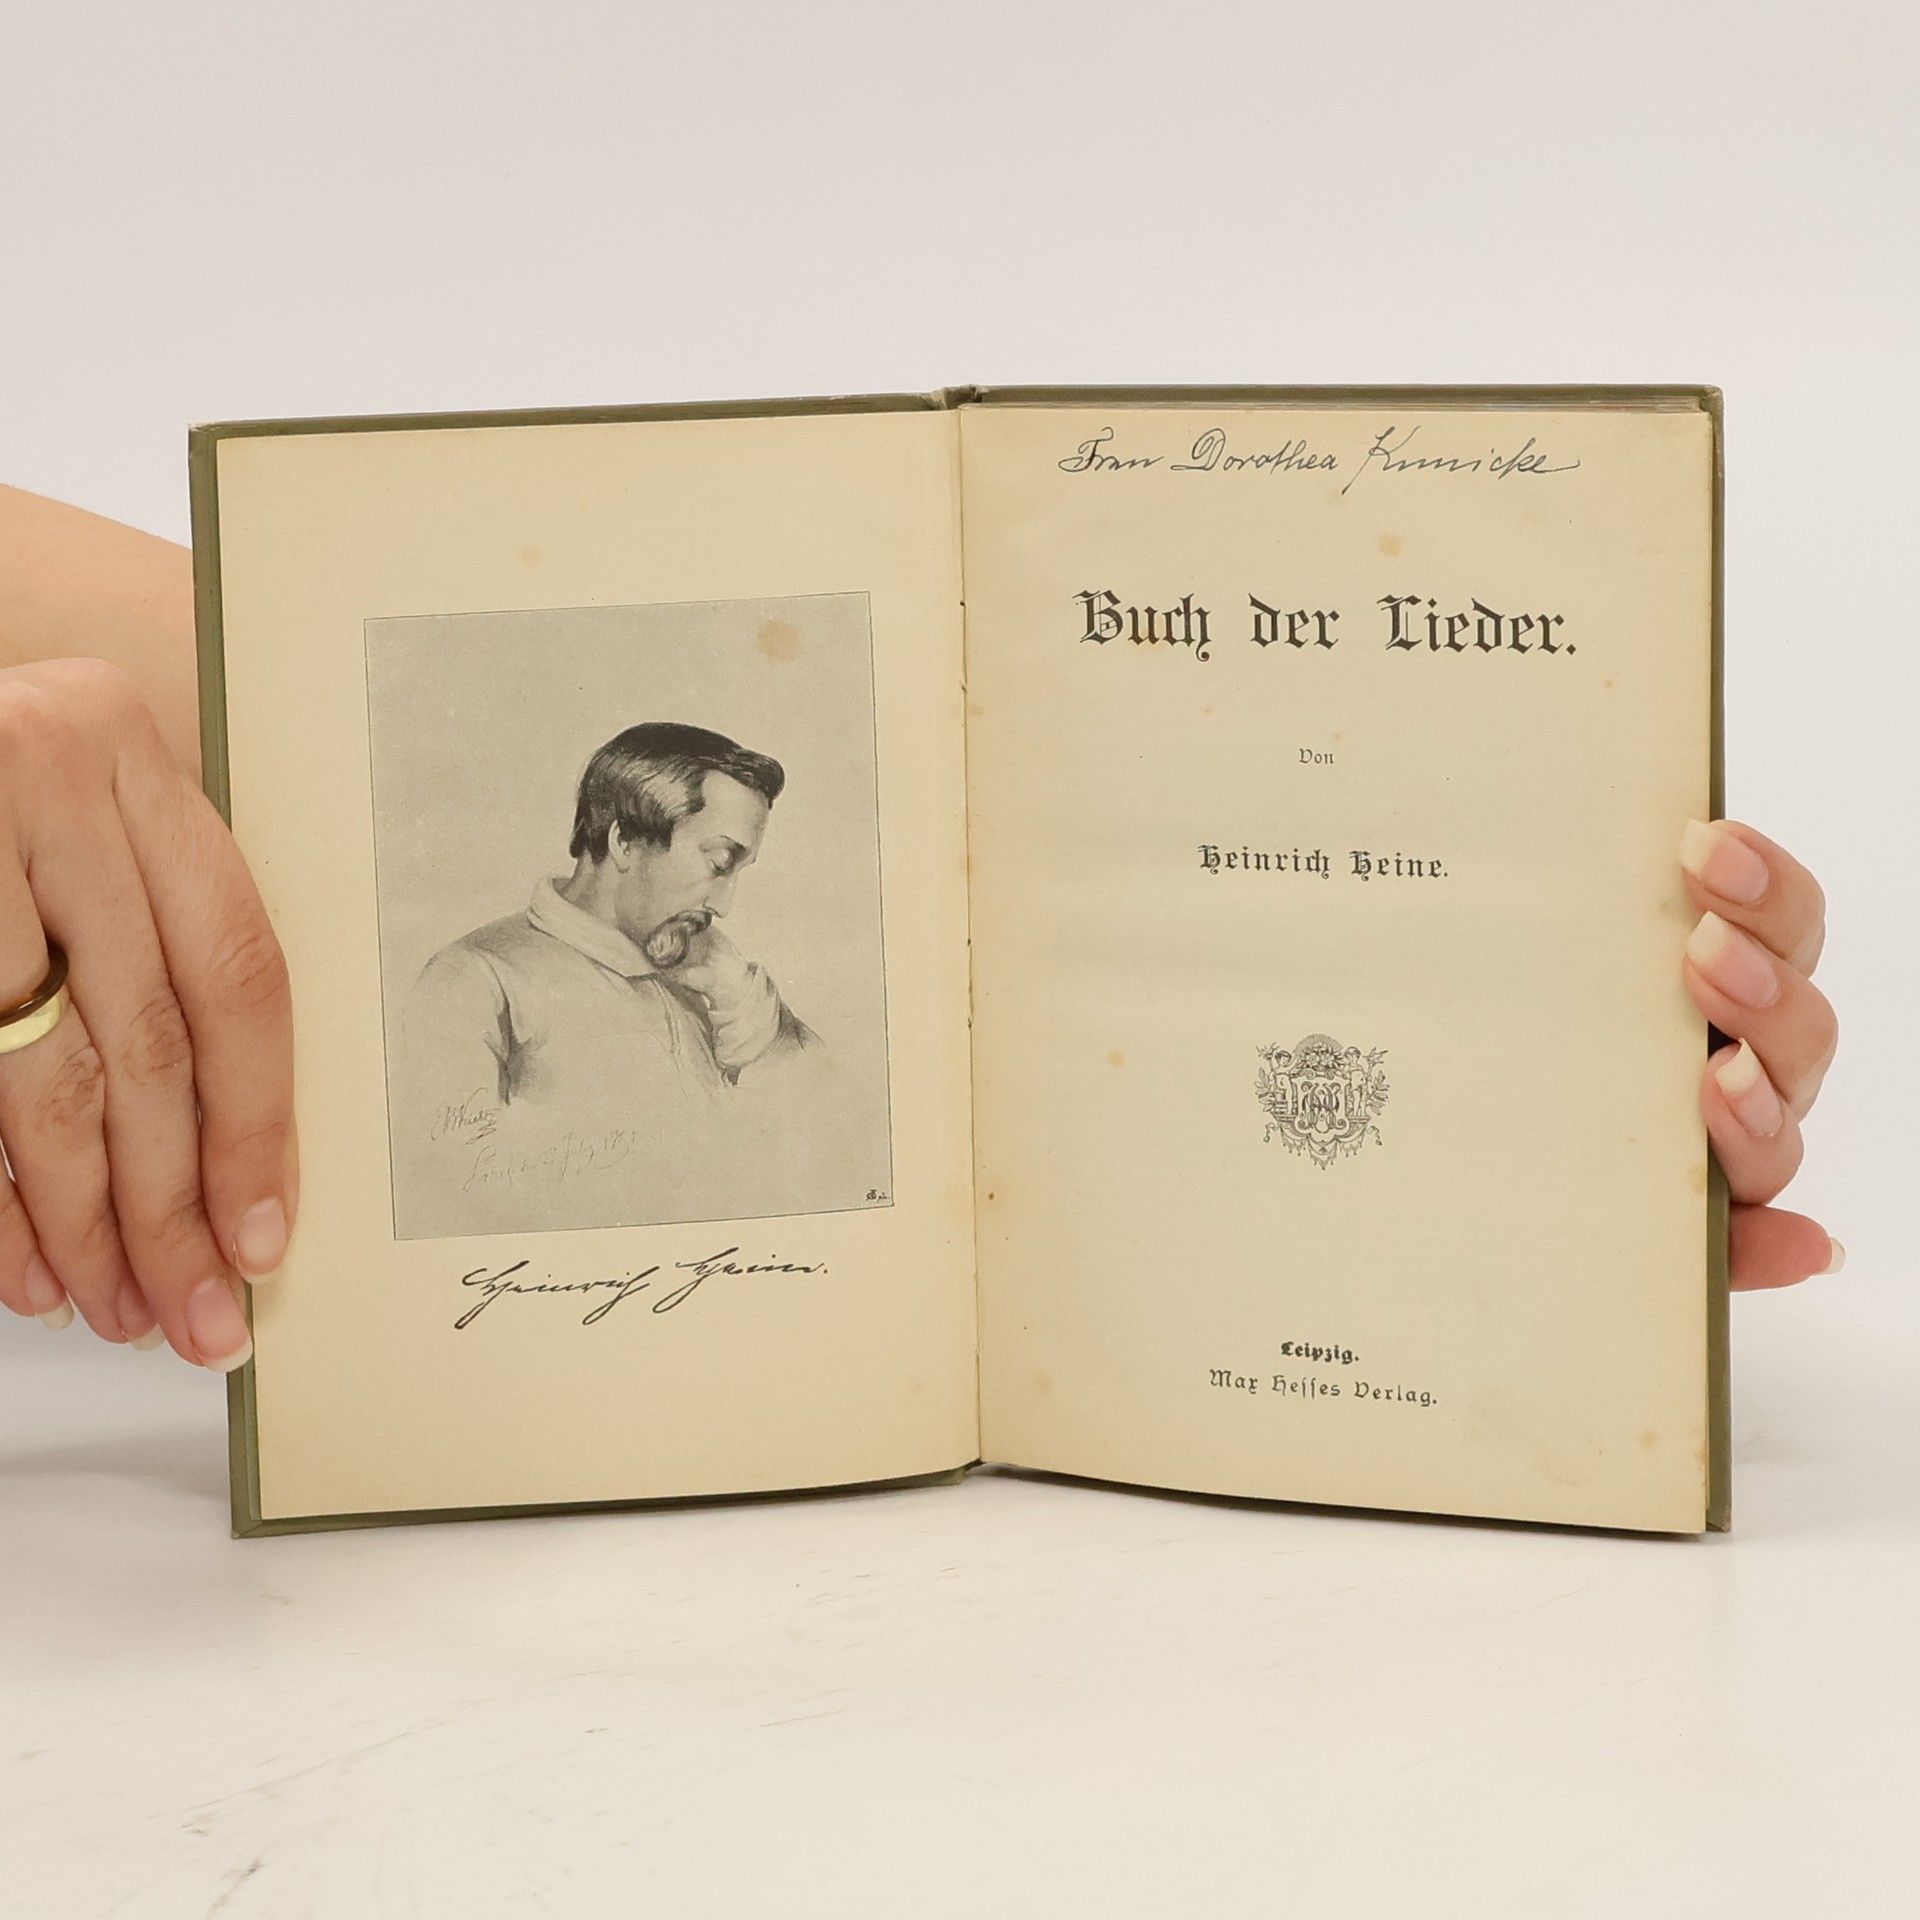 Heinrich Heine.
Frau Dorothea Kunicke
Buch der Lieder.
Von
Heinrich Heine.
Leipzig.
Max Hesses Verlag.